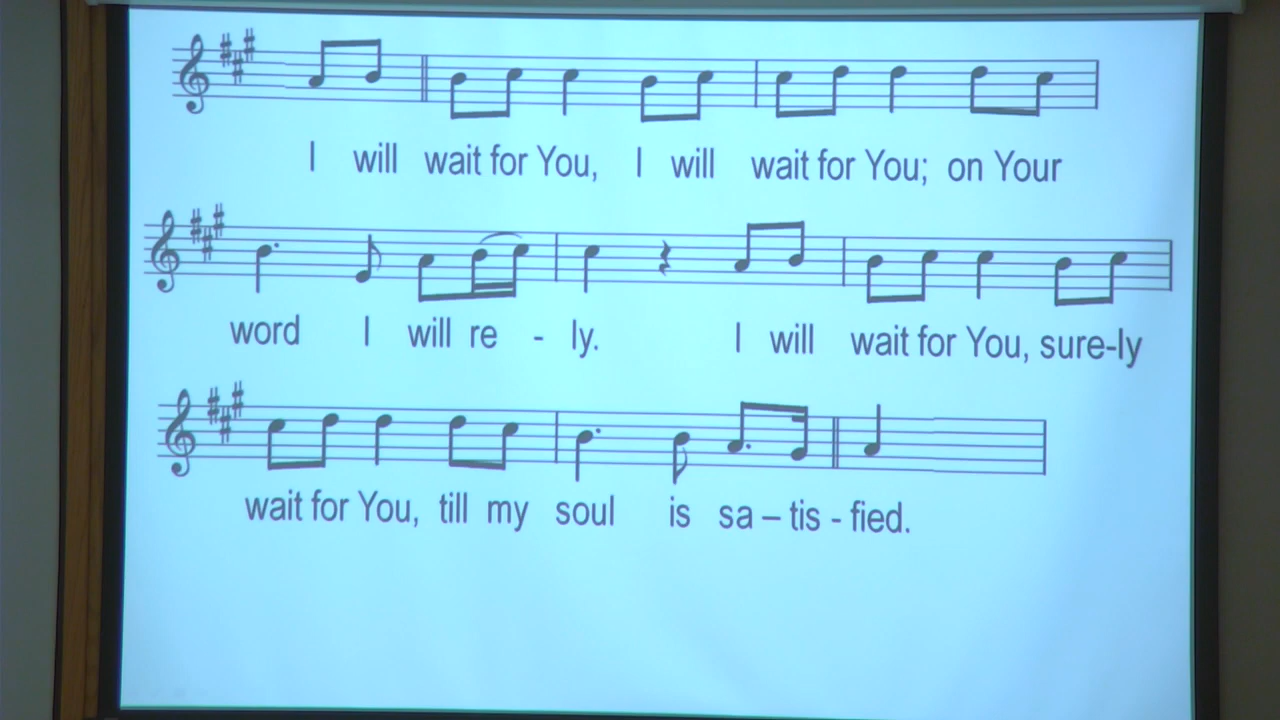 I will wait for You, I will wait for You; on Your
word I will re - ly. I will wait for You, sure-ly
wait for You, till my soul is sa – tis - fied.